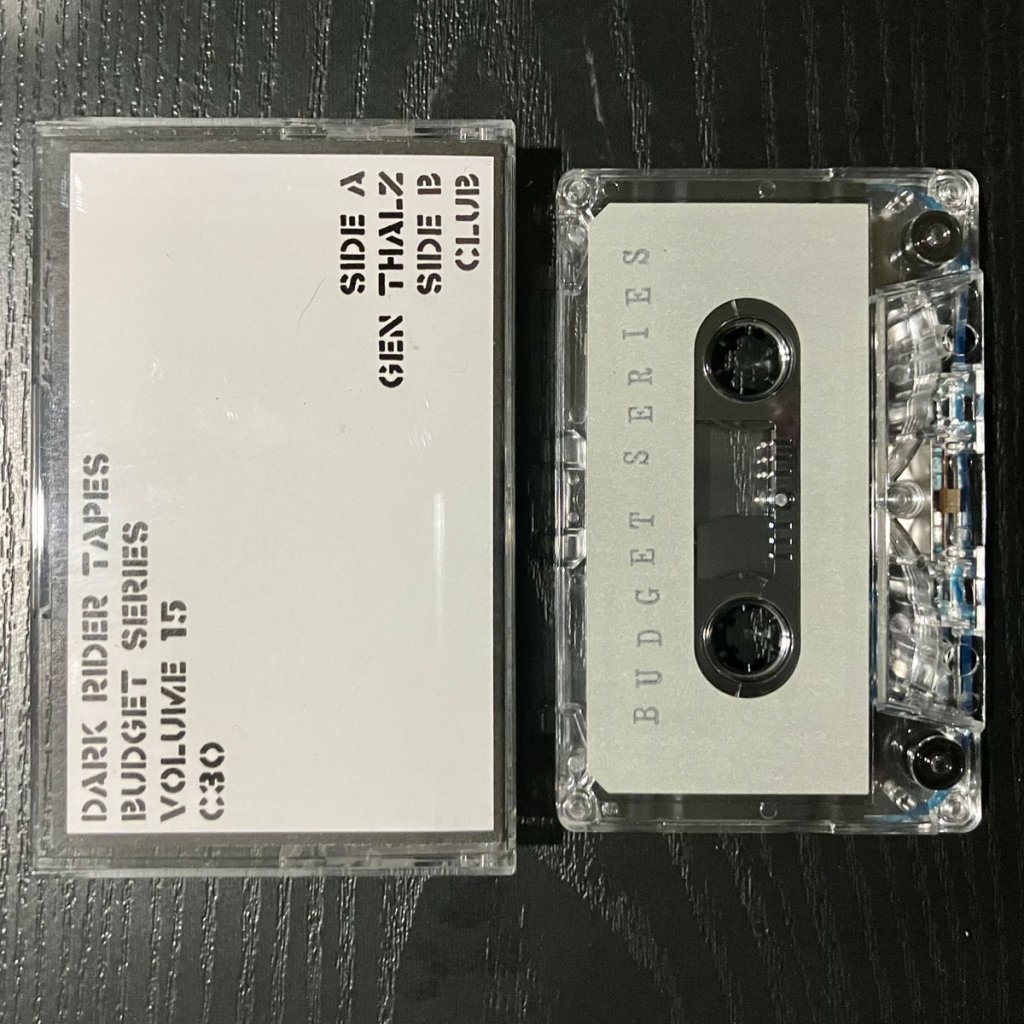 DARK RIDER TAPES
BUDGET SERIES
VOLUME 15
C30
SIDE A
GEN THALZ
SIDE B
CLUB
BUDGET SERIES